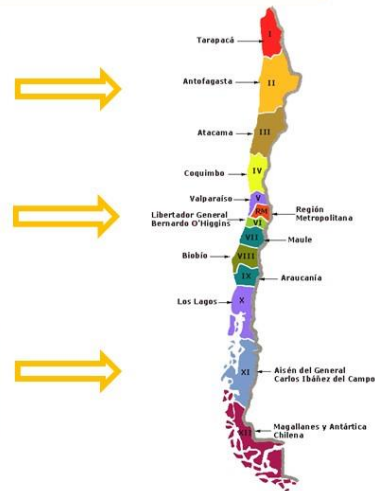 I
Tarapacá
II
Antofagasta
III
Atacama
IV
Coquimbo
V
Valparaíso
RM
Región
Metropolitana
Libertador General
Bernardo O'Higgins
VI
VII
Maule
VIII
Biobío
IX
Araucanía
X
Los Lagos
XI
Aisén del General
Carlos Ibáñez del Campo
XII
Magallanes y Antártica
Chilena